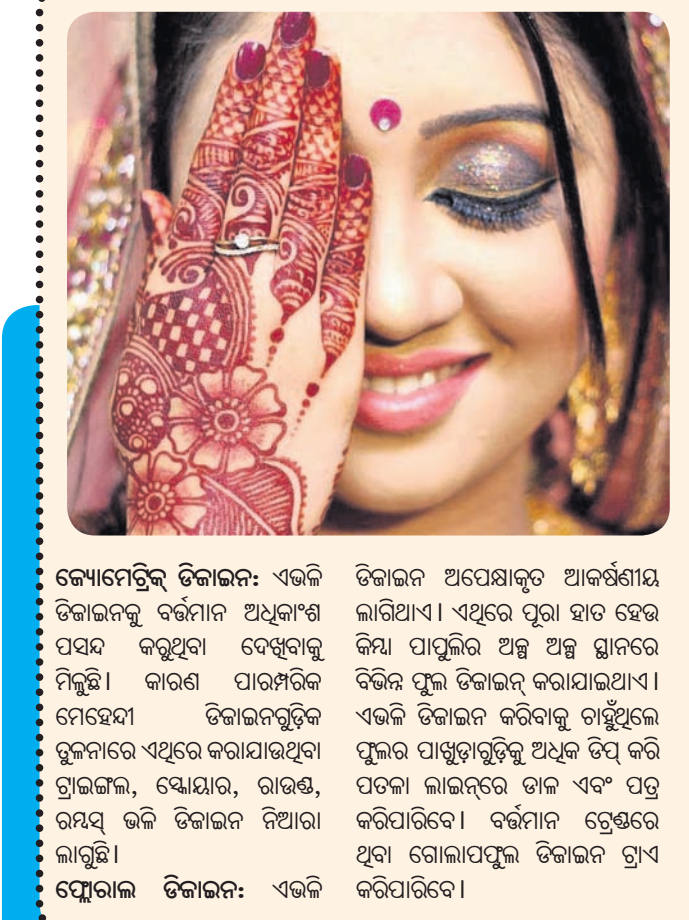 ଜ୍ୟୋମେଟ୍ରିକ୍ ଡିଜାଇନ: ଏଭଳି
ଡିଜାଇନକୁ ବର୍ତ୍ତମାନ ଅଧିକାଂଶ
ପସନ୍ଦ କରୁଥିବା ଦେଖିବାକୁ
ମିଳୁଛି। କାରଣ ପାରମ୍ପରିକ
ମେହେନ୍ଦୀ ଡିଜାଇନଗୁଡ଼ିକ
ତୁଳନାରେ ଏଥିରେ କରାଯାଉଥିବା
ଟ୍ରାଇଙ୍ଗଲ, ସ୍କୋୟାର, ରାଉଣ୍ଡ,
ରମ୍ବସ୍ ଭଳି ଡିଜାଇନ ନିଆରା
ଲାଗୁଛି।
ଫ୍ଲୋରାଲ ଡିଜାଇନ: ଏଭଳି
ଡିଜାଇନ ଅପେକ୍ଷାକୃତ ଆକର୍ଷଣୀୟ
ଲାଗିଥାଏ। ଏଥିରେ ପୂରା ହାତ ହେଉ
କିମ୍ବା ପାପୁଲିର ଅଳ୍ପ ଅଳ୍ପ ସ୍ଥାନରେ
ବିଭିନ୍ନ ଫୁଲ ଡିଜାଇନ୍ କରାଯାଇଥାଏ।
ଏଭଳି ଡିଜାଇନ କରିବାକୁ ଚାହୁଁଥିଲେ
ଫୁଲର ପାଖୁଡ଼ାଗୁଡ଼ିକୁ ଅଧିକ ଡିପ୍ କରି
ପତଳା ଲାଇନ୍‌ରେ ଡାଳ ଏବଂ ପତ୍ର
କରିପାରିବେ। ବର୍ତ୍ତମାନ ଟ୍ରେଣ୍ଡରେ
ଥିବା ଗୋଲାପଫୁଲ ଡିଜାଇନ ଟ୍ରାଏ
କରିପାରିବେ।